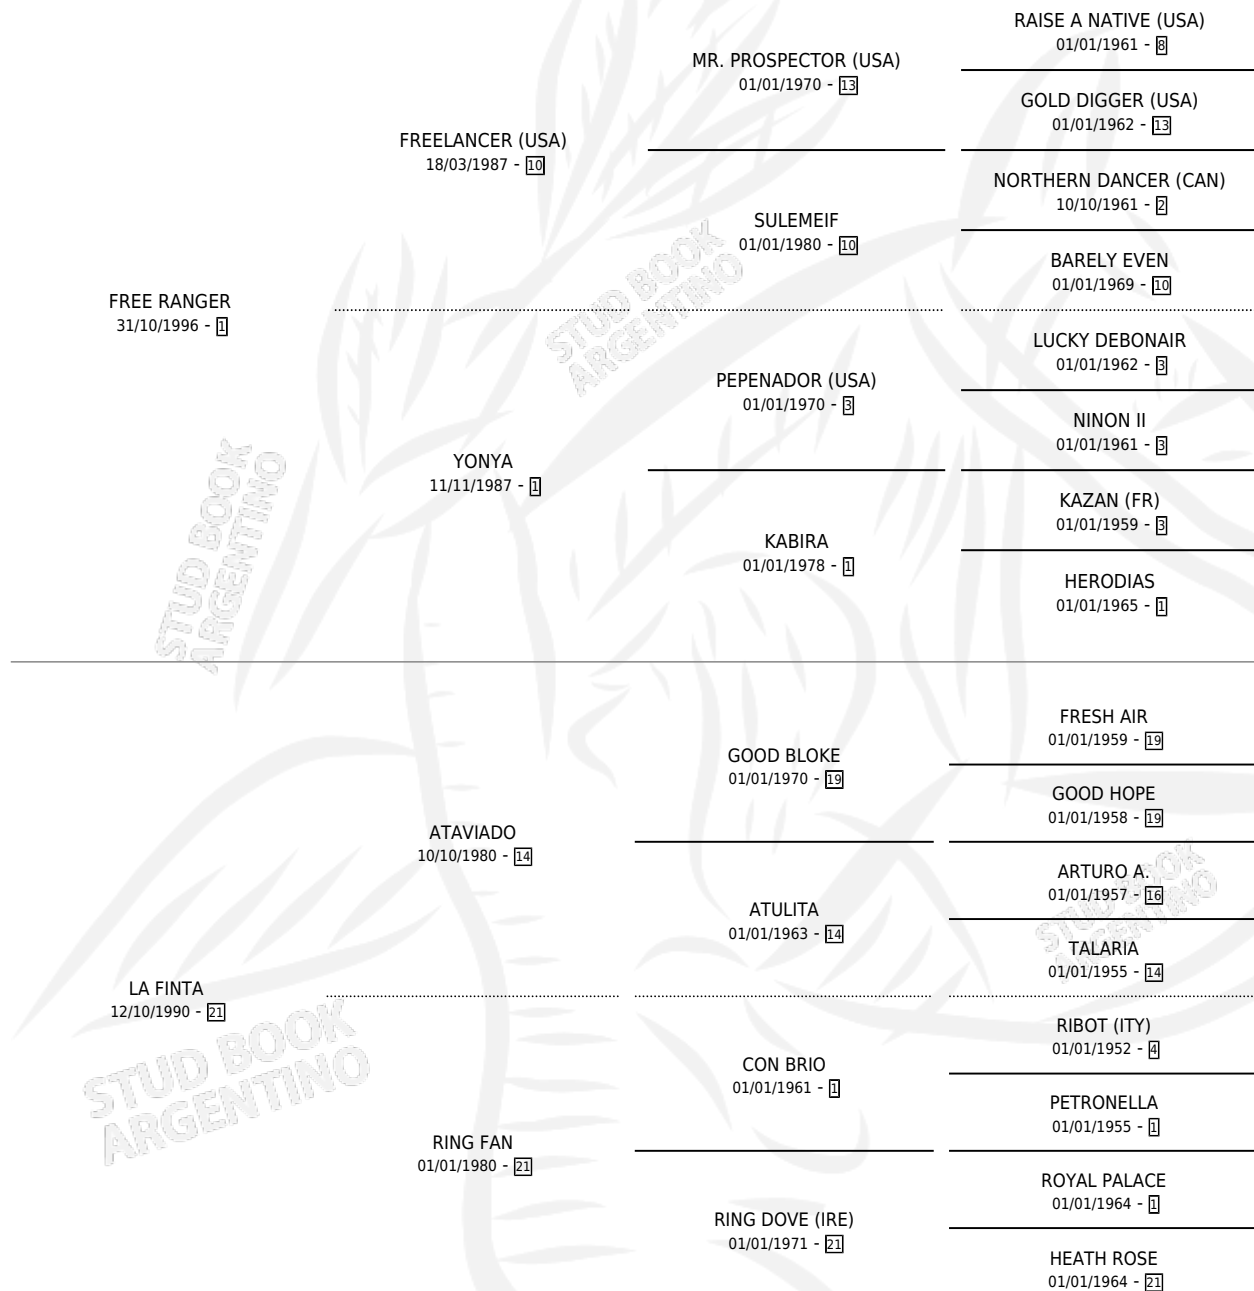 RAISE A NATIVE (USA)
01/01/1961 - 8
MR. PROSPECTOR (USA)
01/01/1970 - 13
GOLD DIGGER (USA)
01/01/1962 - 13
FREELANCER (USA)
18/03/1987 - 10
NORTHERN DANCER (CAN)
10/10/1961 - 2
SULEMEIF
01/01/1980 - 10
BARELY EVEN
01/01/1969 - 10
FREE RANGER
31/10/1996 - 1
LUCKY DEBONAIR
01/01/1962 - 3
PEPENADOR (USA)
01/01/1970 - 3
NINON II
01/01/1961 - 3
YONYA
11/11/1987 - 1
KAZAN (FR)
01/01/1959 - 3
KABIRA
01/01/1978 - 1
HERODIAS
01/01/1965 - 1
STUD BOOK
ARGENTINO
STUD BOOK
ARGENTINO
FRESH AIR
01/01/1959 - 19
GOOD BLOKE
01/01/1970 - 19
GOOD HOPE
01/01/1958 - 19
ATAVIADO
10/10/1980 - 14
ARTURO A.
01/01/1957 - 16
ATULITA
01/01/1963 - 14
TALARIA
01/01/1955 - 14
LA FINTA
12/10/1990 - 21
RIBOT (ITY)
01/01/1952 - 4
CON BRIO
01/01/1961 - 1
PETRONELLA
01/01/1955 - 1
RING FAN
01/01/1980 - 21
ROYAL PALACE
01/01/1964 - 1
RING DOVE (IRE)
01/01/1971 - 21
HEATH ROSE
01/01/1964 - 21
STUD BOOK
ARGENTINO
STUD BOOK
ARGENTINO